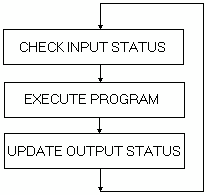 CHECK INPUT STATUS
EXECUTE PROGRAM
UPDATE OUTPUT STATUS